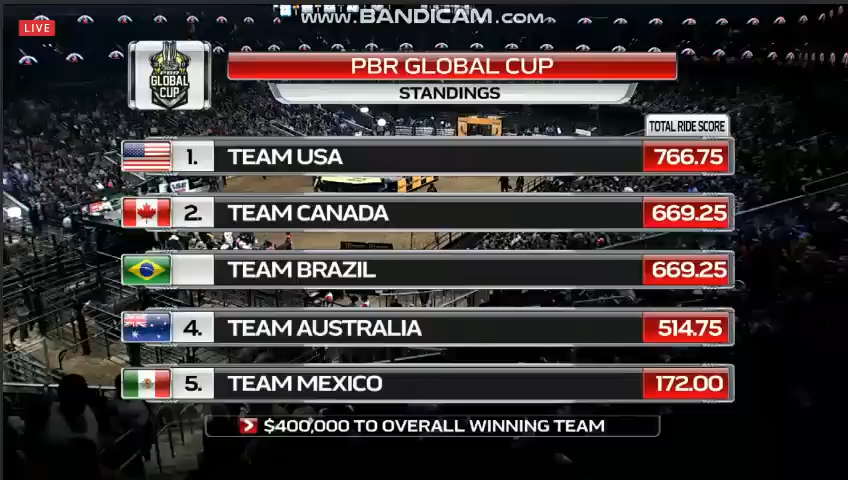 www.BANDICAM.com
LIVE
PBR
GLOBAL
CUP
PBR GLOBAL CUP
STANDINGS
TOTAL RIDE SCORE
1. TEAM USA 766.75
2. TEAM CANADA 669.25
TEAM BRAZIL 669.25
4. TEAM AUSTRALIA 514.75
5. TEAM MEXICO 172.00
$400,000 TO OVERALL WINNING TEAM